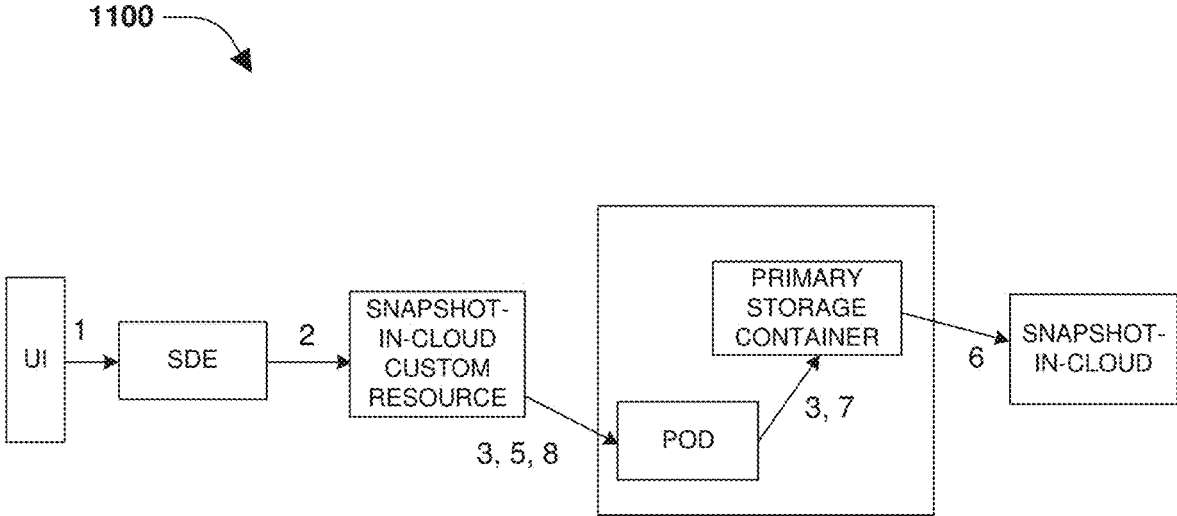 1100
UI
1
SDE
2
SNAPSHOT-
IN-CLOUD
CUSTOM
RESOURCE
3, 5, 8
POD
3, 7
PRIMARY
STORAGE
CONTAINER
6
SNAPSHOT-
IN-CLOUD